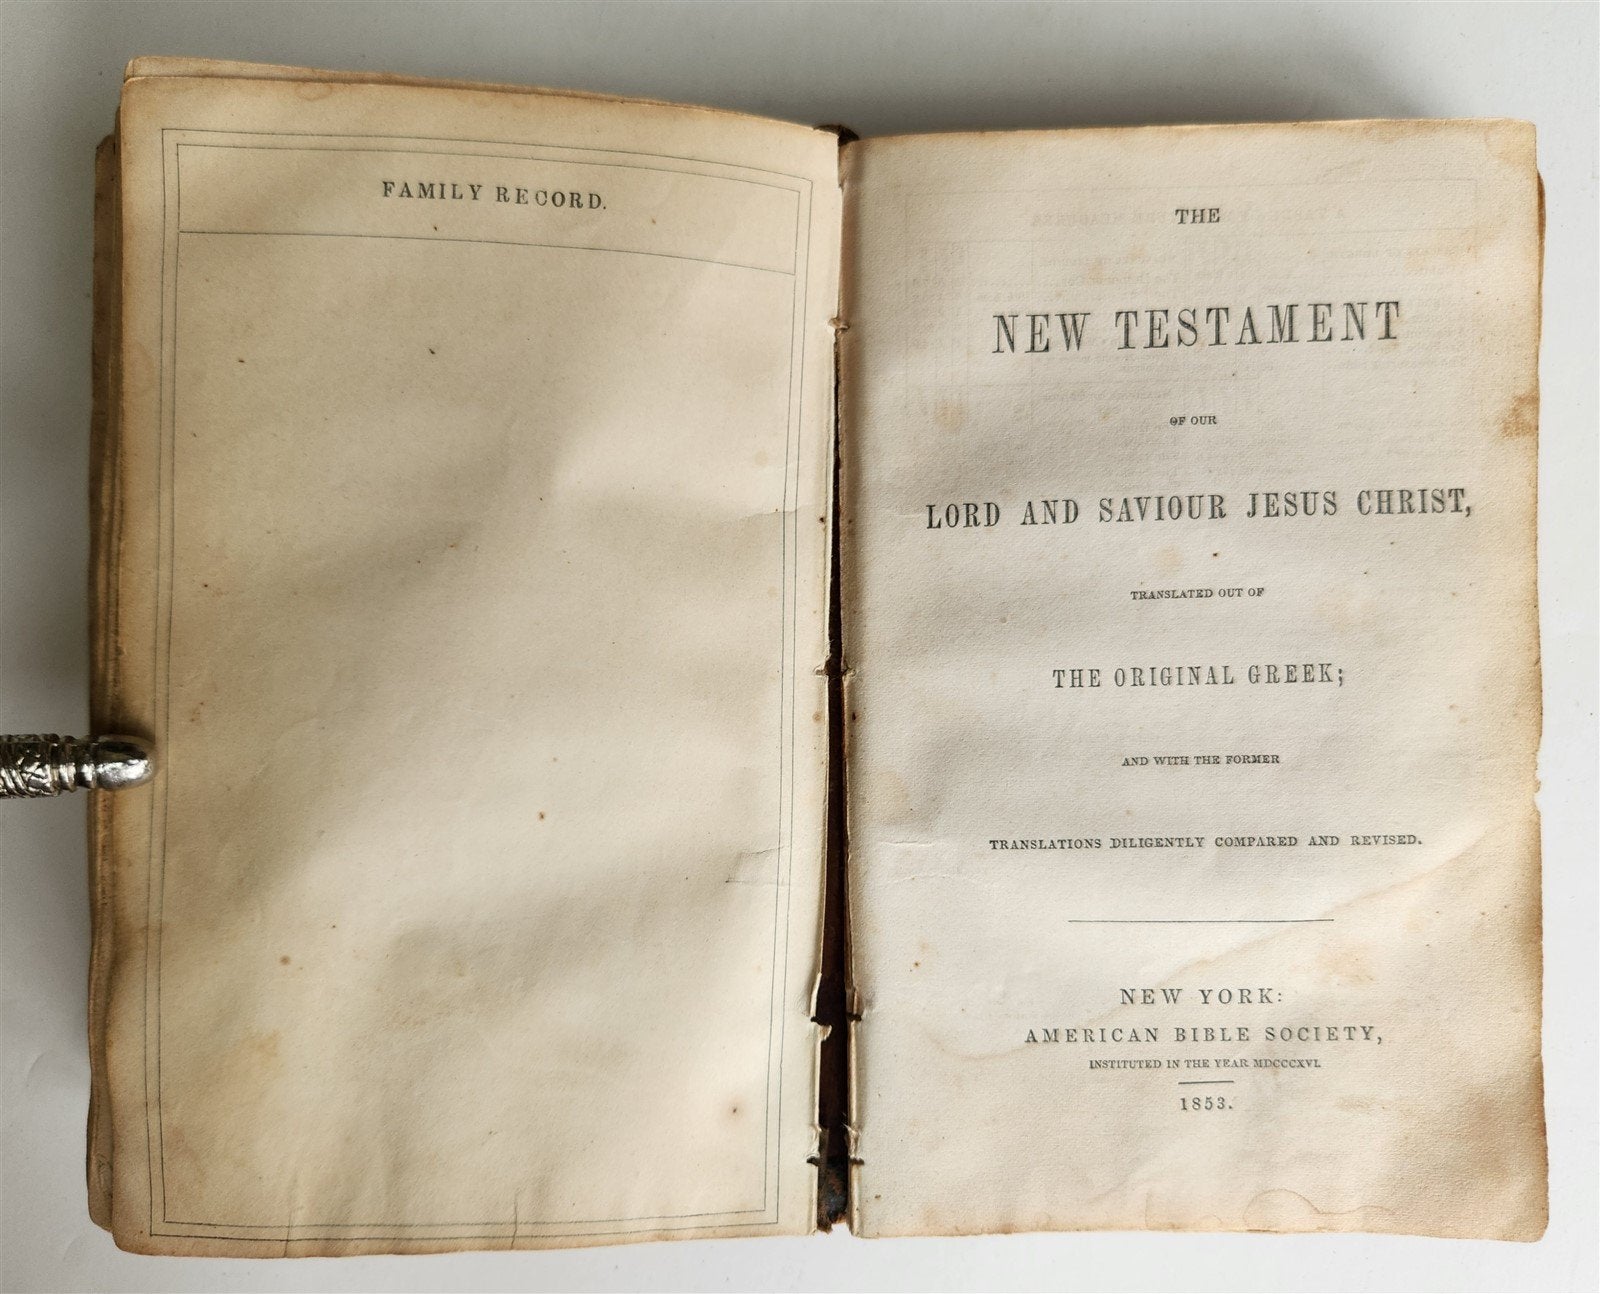 FAMILY RECORD.
THE
NEW TESTAMENT
OF OUR
LORD AND SAVIOUR JESUS CHRIST,
TRANSLATED OUT OF
THE ORIGINAL GREEK;
AND WITH THE FORMER
TRANSLATIONS DILIGENTLY COMPARED AND REVISED.
NEW YORK:
AMERICAN BIBLE SOCIETY,
INSTITUTED IN THE YEAR MDCCCXVI.
1853.